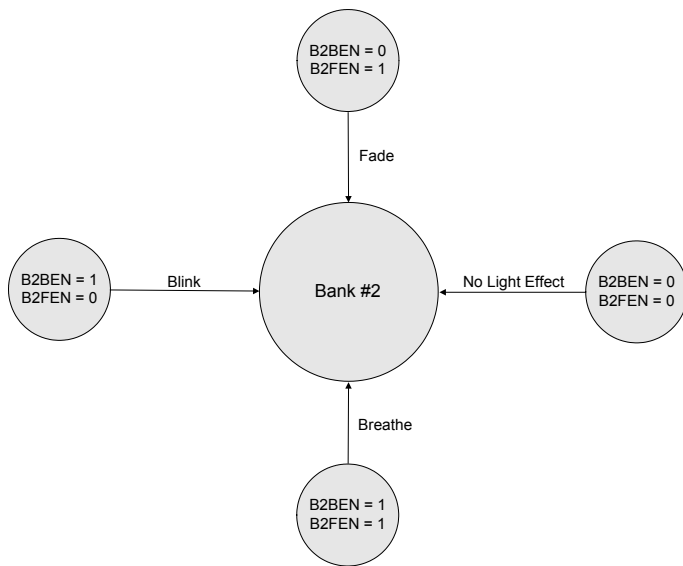 B2BEN = 0
B2FEN = 1
Fade
B2BEN = 1
B2FEN = 0
Blink
Bank #2
No Light Effect
B2BEN = 0
B2FEN = 0
Breathe
B2BEN = 1
B2FEN = 1